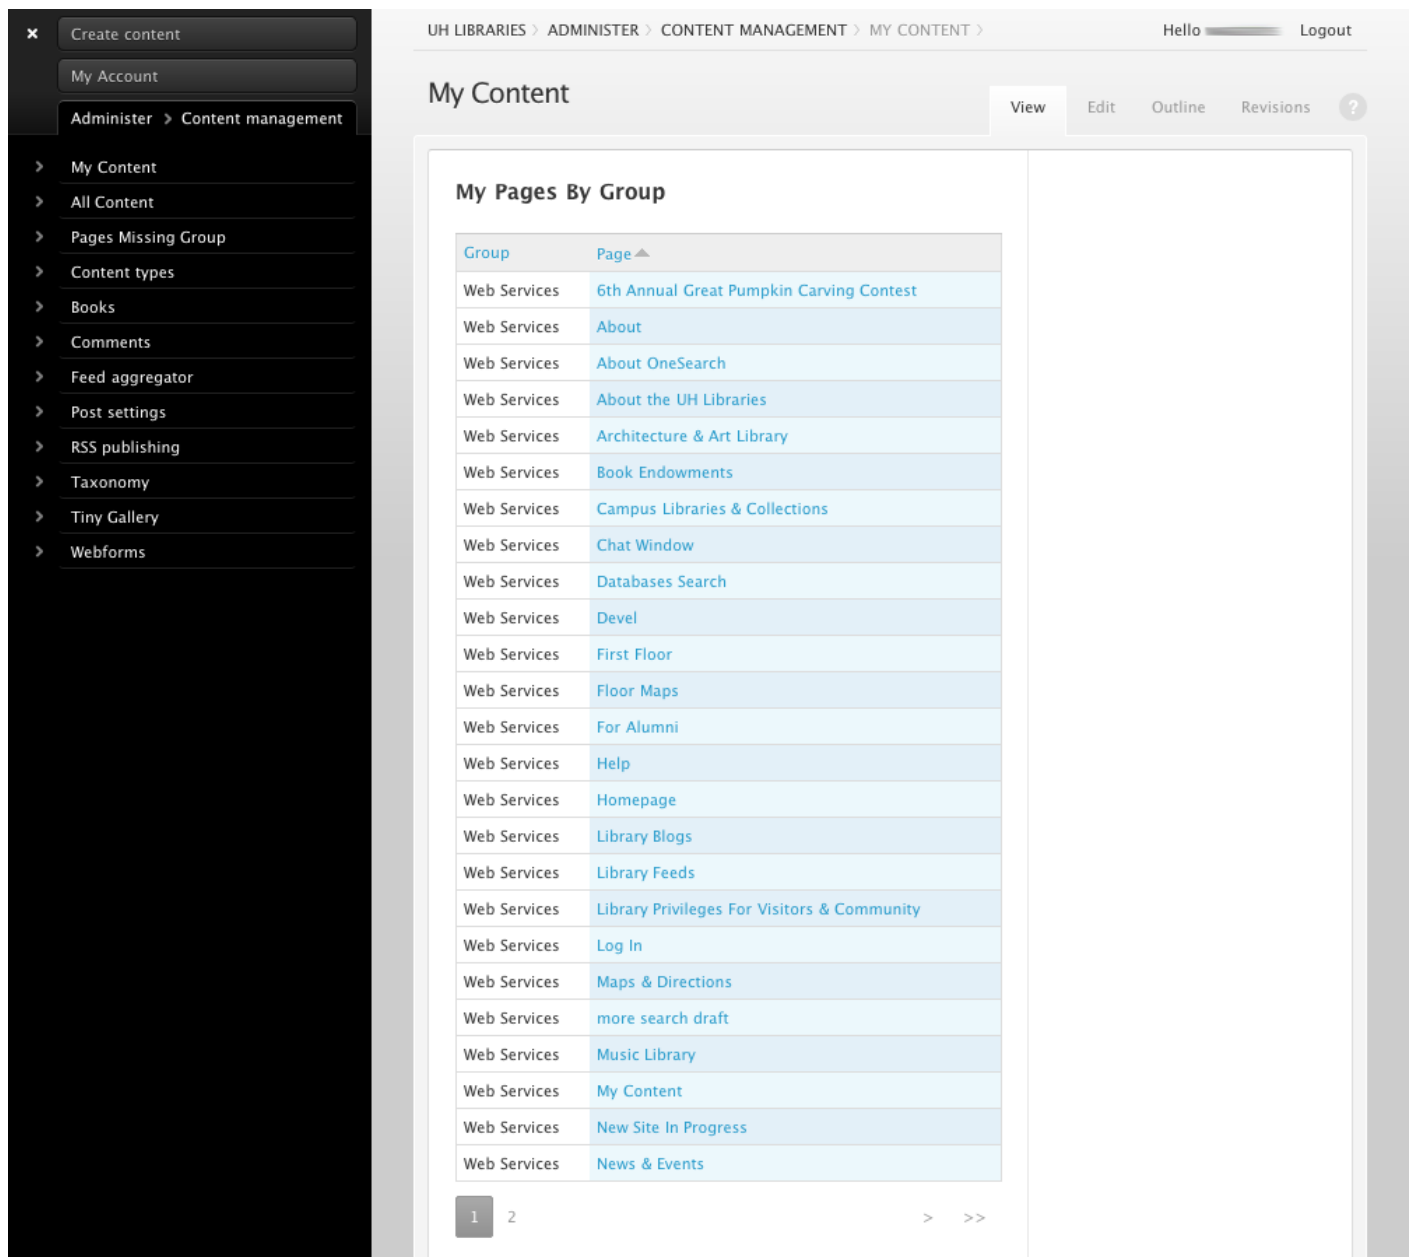 × Create content
My Account
Administer > Content management
> My Content
> All Content
> Pages Missing Group
> Content types
> Books
> Comments
> Feed aggregator
> Post settings
> RSS publishing
> Taxonomy
> Tiny Gallery
> Webforms
UH LIBRARIES > ADMINISTER > CONTENT MANAGEMENT > MY CONTENT >
Hello
Logout
My Content
View Edit Outline Revisions ?
My Pages By Group
Group Page
Web Services 6th Annual Great Pumpkin Carving Contest
Web Services About
Web Services About OneSearch
Web Services About the UH Libraries
Web Services Architecture & Art Library
Web Services Book Endowments
Web Services Campus Libraries & Collections
Web Services Chat Window
Web Services Databases Search
Web Services Devel
Web Services First Floor
Web Services Floor Maps
Web Services For Alumni
Web Services Help
Web Services Homepage
Web Services Library Blogs
Web Services Library Feeds
Web Services Library Privileges For Visitors & Community
Web Services Log In
Web Services Maps & Directions
Web Services more search draft
Web Services Music Library
Web Services My Content
Web Services New Site In Progress
Web Services News & Events
1 2 > >>